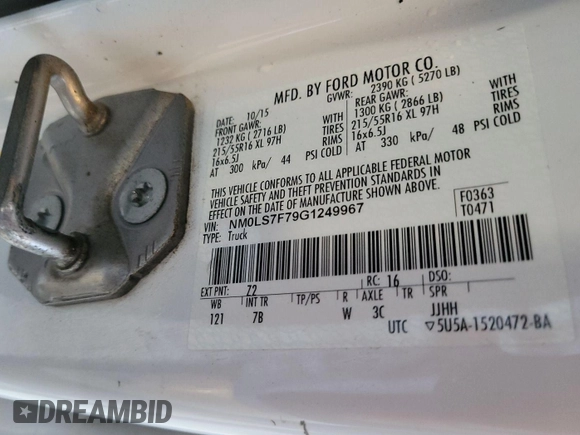 MFD. BY FORD MOTOR CO.
DATE: 10/15 GVWR: 2390 KG ( 5270 LB)
FRONT GAWR: REAR GAWR:
1232 KG ( 2716 LB) WITH 1300 KG ( 2866 LB) WITH
215/55R16 XL 97H TIRES 215/55R16 XL 97H TIRES
16x6.5J RIMS 16x6.5J RIMS
AT 300 kPa/ 44 PSI COLD AT 330 kPa/ 48 PSI COLD
THIS VEHICLE CONFORMS TO ALL APPLICABLE FEDERAL MOTOR
VEHICLE SAFETY AND THEFT PREVENTION STANDARDS IN
EFFECT ON THE DATE OF MANUFACTURE SHOWN ABOVE.
VIN: NM0LS7F79G1249967 F0363
TYPE: Truck T0471
EXT PNT: Z2 RC: 16 DSO:
WB INT TR TP/PS R AXLE TR SPR
121 7B W 3C JJHH
UTC ▽5U5A-1520472-BA
DREAMBID